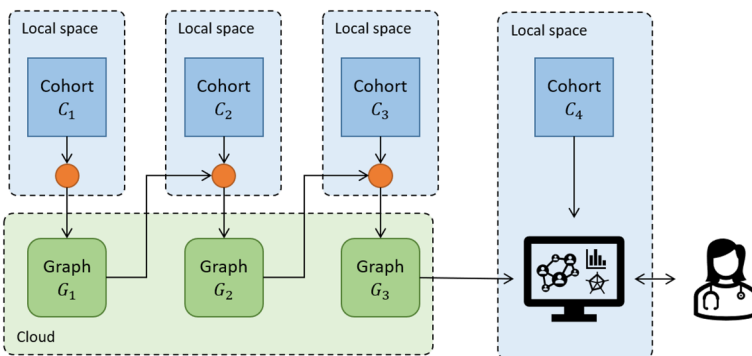 Local space
Local space
Local space
Local space
Cohort
C₁
Cohort
C₂
Cohort
C₃
Cohort
C₄
Graph
G₁
Graph
G₂
Graph
G₃
Cloud